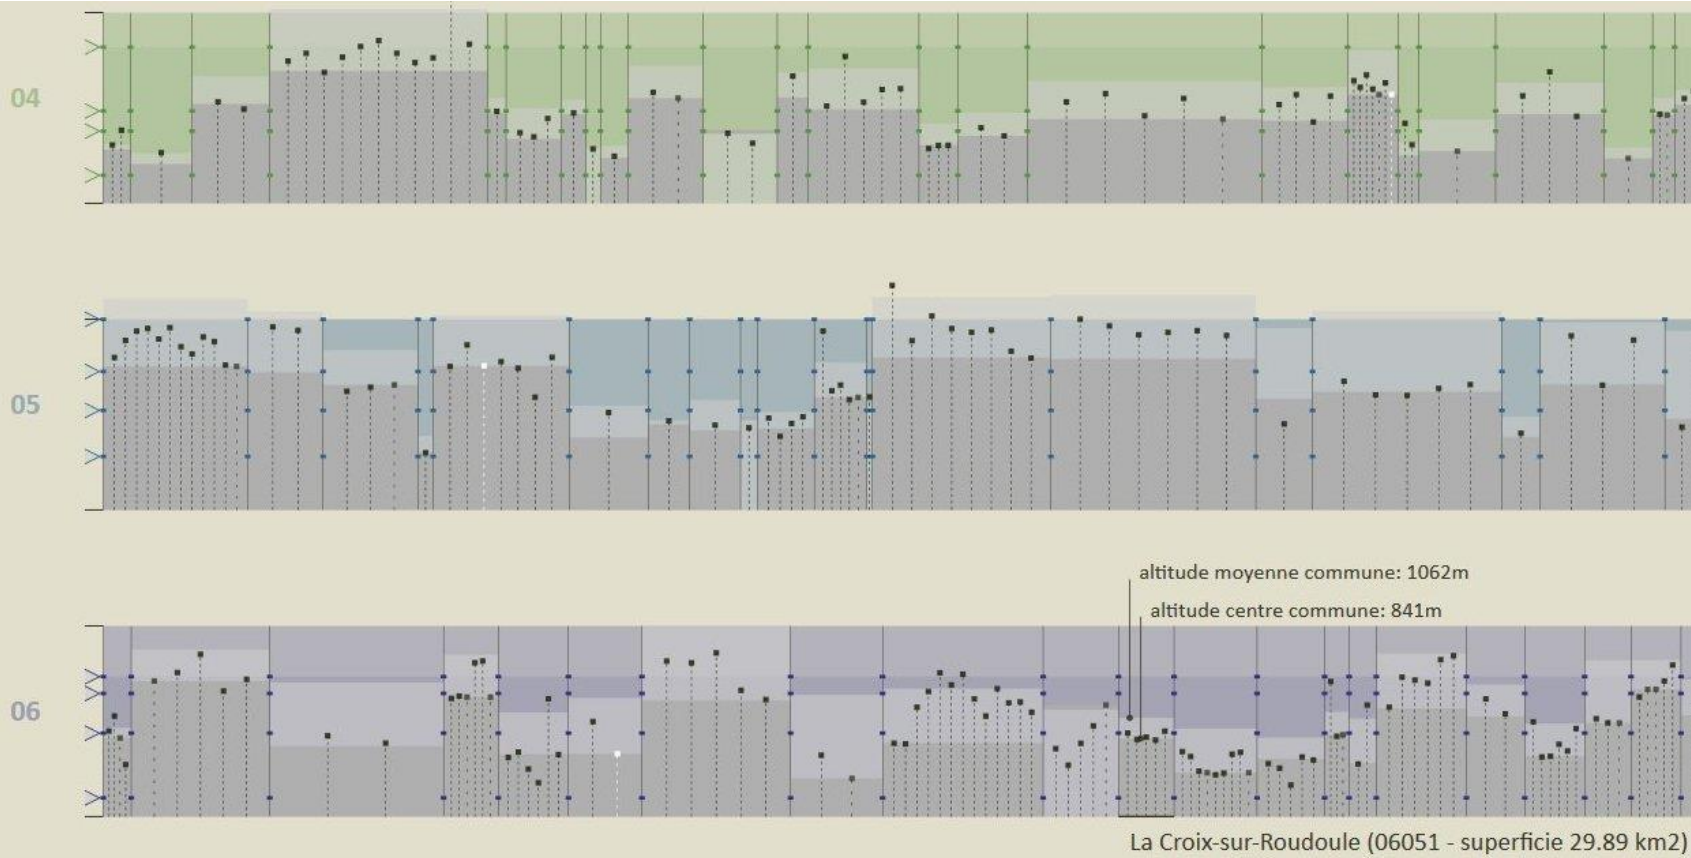 04
05
altitude moyenne commune: 1062m
altitude centre commune: 841m
06
La Croix-sur-Roudoule (06051 - superficie 29.89 km2)